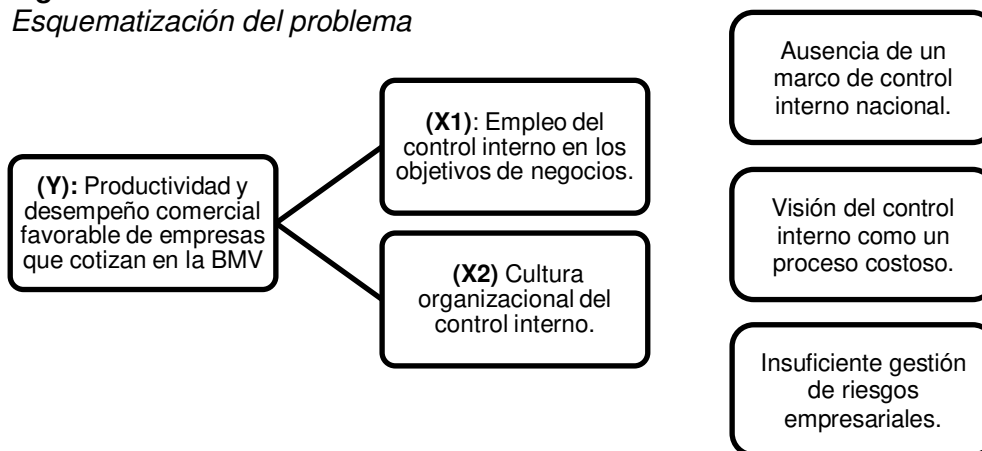 Esquematización del problema
(Y): Productividad y
desempeño comercial
favorable de empresas
que cotizan en la BMV
(X1): Empleo del
control interno en los
objetivos de negocios.
(X2) Cultura
organizacional del
control interno.
Ausencia de un
marco de control
interno nacional.
Visión del control
interno como un
proceso costoso.
Insuficiente gestión
de riesgos
empresariales.